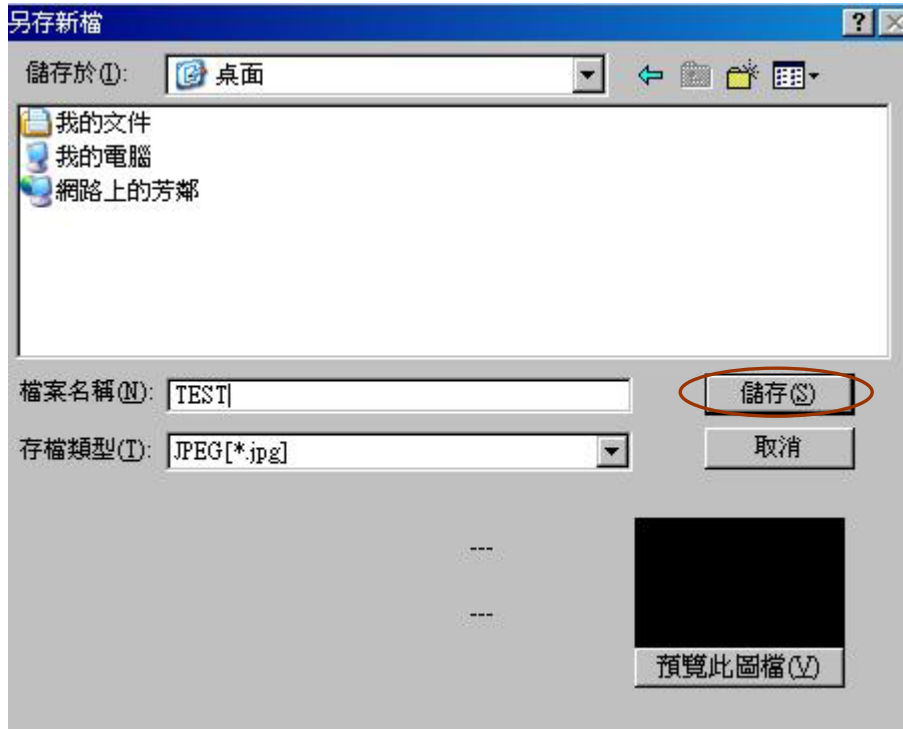 另存新檔
儲存於(I): 桌面
我的文件
我的電腦
網路上的芳鄰
檔案名稱(N): TEST 儲存(S)
存檔類型(T): JPEG[*.jpg] 取消
---
---
預覽此圖檔(V)